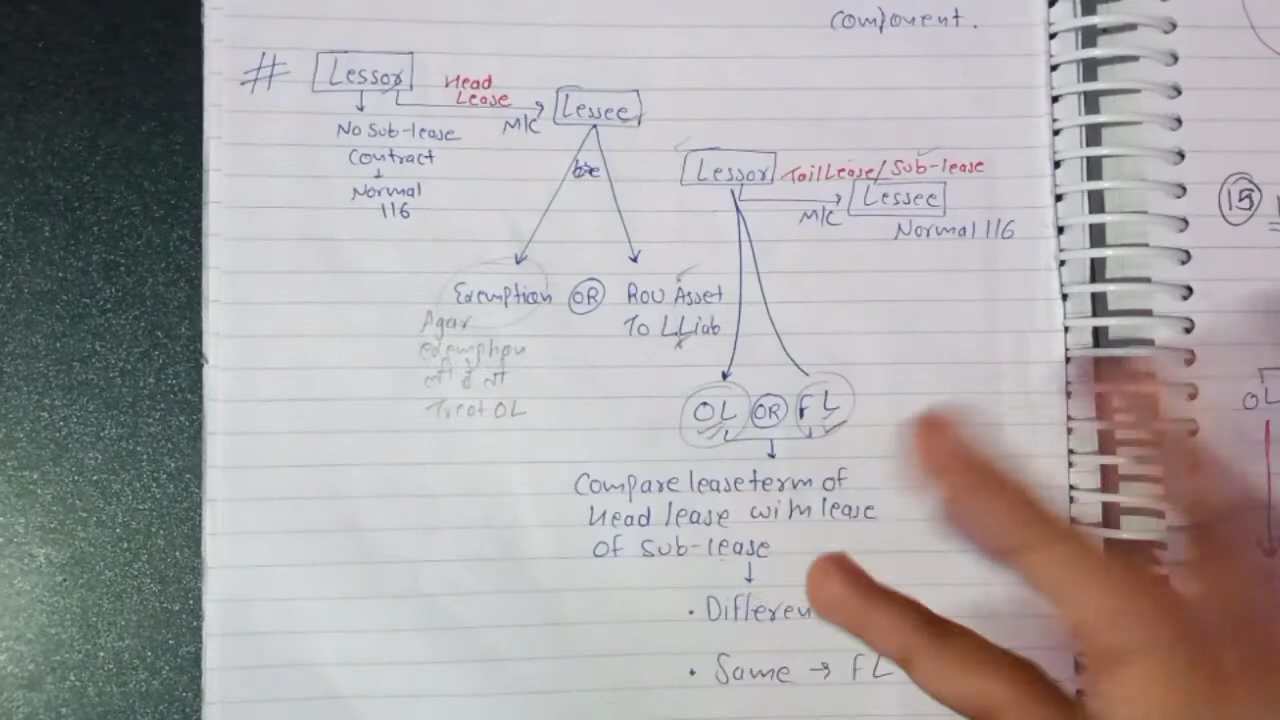 component.
# Lessor
Head
Lease
M/C
Lessee
No Sub-lease
Contract
Normal
116
Lessor
Tail Lease/ Sub-lease
M/C
Lessee
Normal 116
Exemption OR ROU Asset
To LLiab
Agar
exemption
Treat OL
OL OR FL
Compare lease term of
Head lease with lease
of sub-lease
• Differen
• Same → FL
15
OL